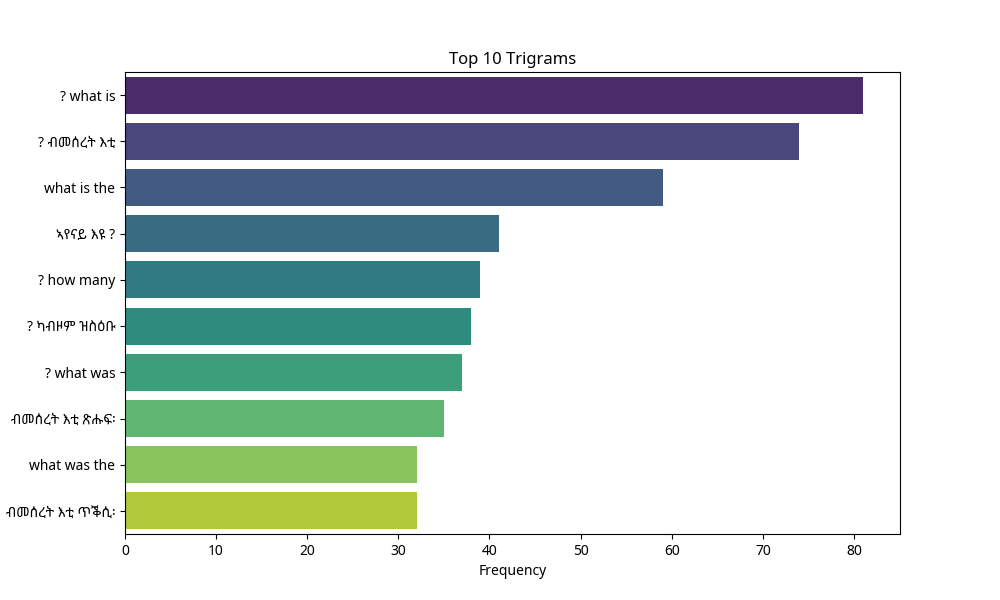 Top 10 Trigrams
? what is
? ብመሰረት እቲ
what is the
ኣየናይ እዩ ?
? how many
? ካብዞም ዝስዕቡ
? what was
ብመሰረት እቲ ጽሑፍ፡
what was the
ብመሰረት እቲ ጥቕሲ፡
0 10 20 30 40 50 60 70 80
Frequency